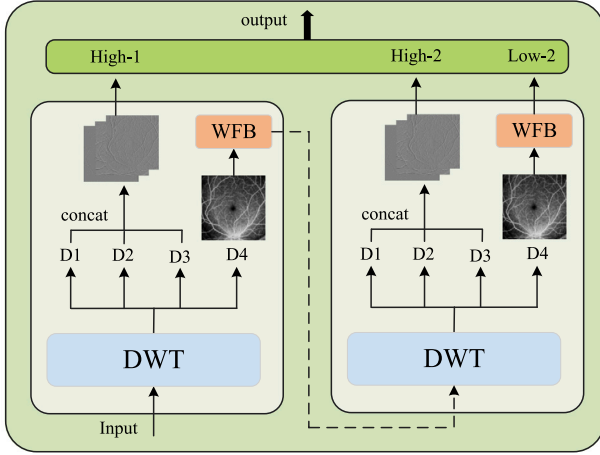 output
High-1 High-2 Low-2
WFB WFB
concat concat
D1 D2 D3 D4 D1 D2 D3 D4
DWT DWT
Input